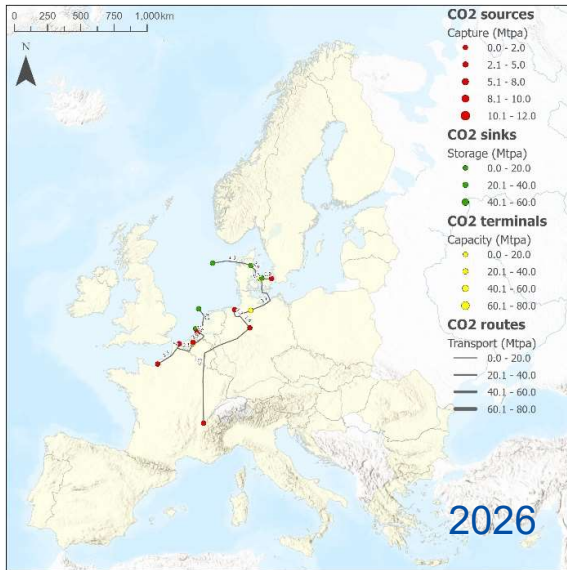 0 250 500 1,000km
N
CO2 sources
Capture (Mtpa)
0.0 - 2.0
2.1 - 5.0
5.1 - 8.0
8.1 - 10.0
10.1 - 12.0
CO2 sinks
Storage (Mtpa)
0.0 - 20.0
20.1 - 40.0
40.1 - 60.0
CO2 terminals
Capacity (Mtpa)
0.0 - 20.0
20.1 - 40.0
40.1 - 60.0
60.1 - 80.0
CO2 routes
Transport (Mtpa)
0.0 - 20.0
20.1 - 40.0
40.1 - 60.0
60.1 - 80.0
2026